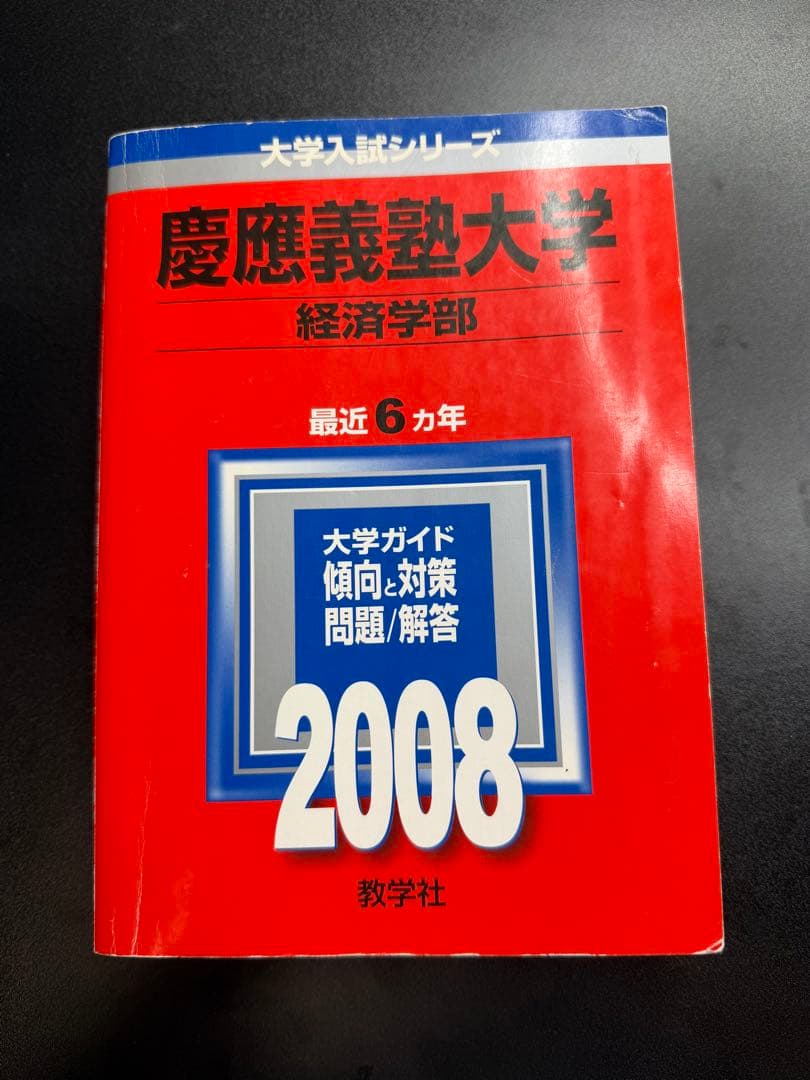 大学入試シリーズ
慶應義塾大学
経済学部
最近6ヵ年
大学ガイド
傾向と対策
問題/解答
2008
教学社